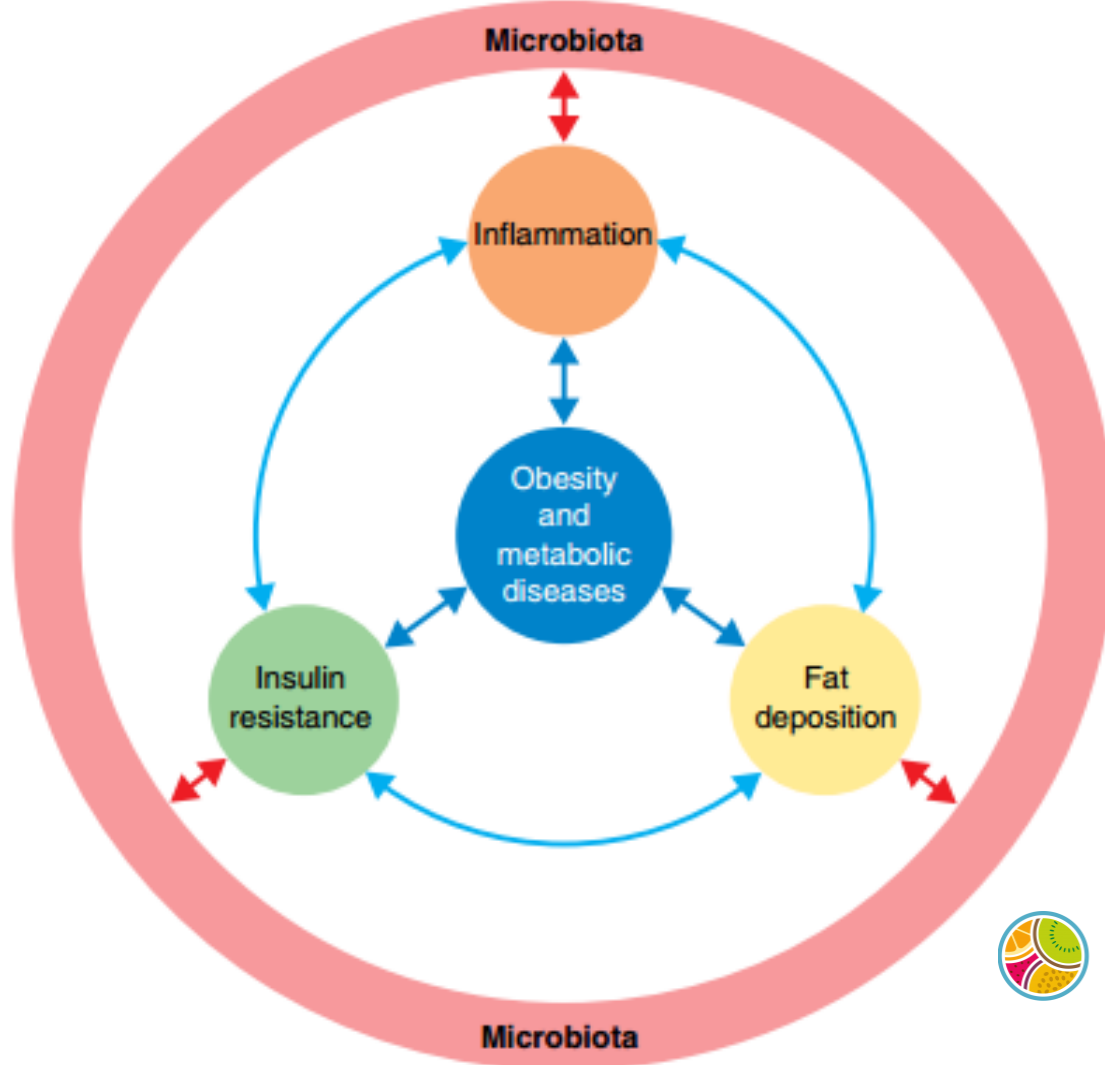 Microbiota
Inflammation
Obesity
and
metabolic
diseases
Insulin
resistance
Fat
deposition
Microbiota